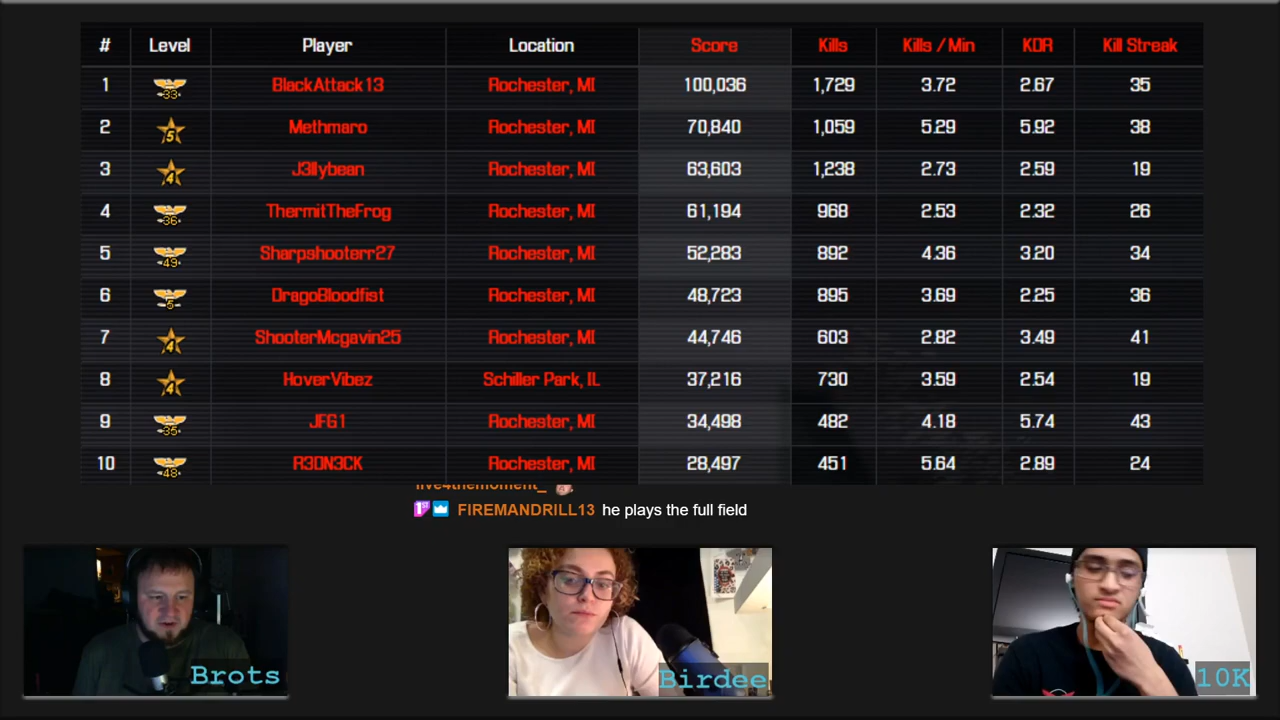 # Level Player Location Score Kills Kills / Min KDR Kill Streak
1 33 BlackAttack13 Rochester, MI 100,036 1,729 3.72 2.67 35
2 5 Methmaro Rochester, MI 70,840 1,059 5.29 5.92 38
3 4 J3llybean Rochester, MI 63,603 1,238 2.73 2.59 19
4 36 ThermitTheFrog Rochester, MI 61,194 968 2.53 2.32 26
5 49 Sharpshooterr27 Rochester, MI 52,283 892 4.36 3.20 34
6 5 DragoBloodfist Rochester, MI 48,723 895 3.69 2.25 36
7 4 ShooterMcgavin25 Rochester, MI 44,746 603 2.82 3.49 41
8 4 HoverVibez Schiller Park, IL 37,216 730 3.59 2.54 19
9 35 JFG1 Rochester, MI 34,498 482 4.18 5.74 43
10 48 R3DN3CK Rochester, MI 28,497 451 5.64 2.89 24
live4themoment_
1ST FIREMANDRILL13 he plays the full field
Brots
Birdee
10K